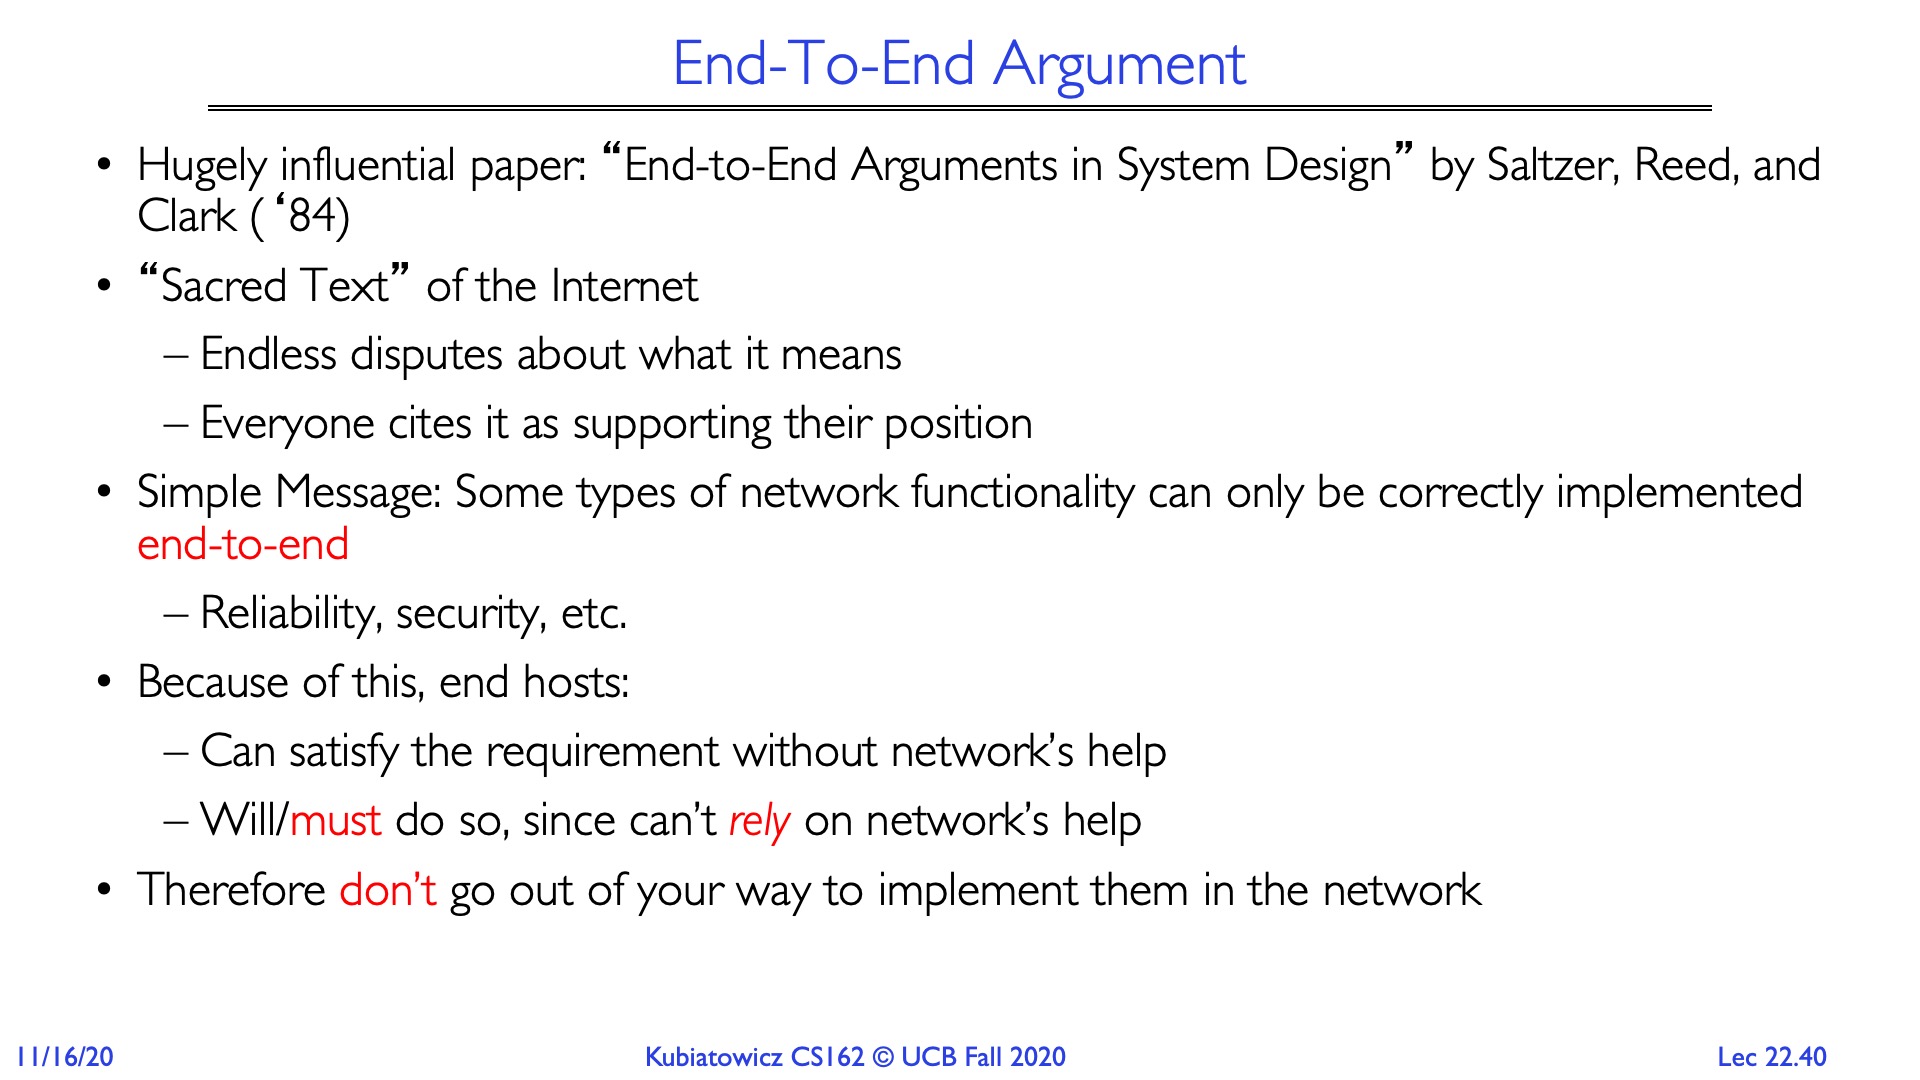 End-To-End Argument
• Hugely influential paper: “End-to-End Arguments in System Design” by Saltzer, Reed, and
Clark ( ‘84)
• “Sacred Text” of the Internet
– Endless disputes about what it means
– Everyone cites it as supporting their position
• Simple Message: Some types of network functionality can only be correctly implemented
end-to-end
– Reliability, security, etc.
• Because of this, end hosts:
– Can satisfy the requirement without network’s help
– Will/must do so, since can’t rely on network’s help
• Therefore don’t go out of your way to implement them in the network
11/16/20
Kubiatowicz CS162 © UCB Fall 2020
Lec 22.40